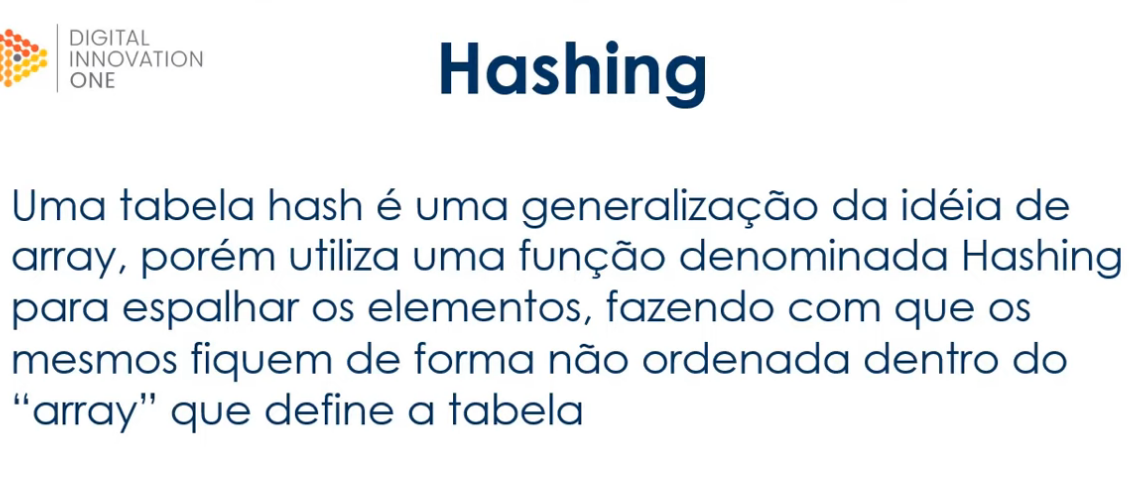 DIGITAL
INNOVATION
ONE
Hashing
Uma tabela hash é uma generalização da idéia de
array, porém utiliza uma função denominada Hashing
para espalhar os elementos, fazendo com que os
mesmos fiquem de forma não ordenada dentro do
“array” que define a tabela